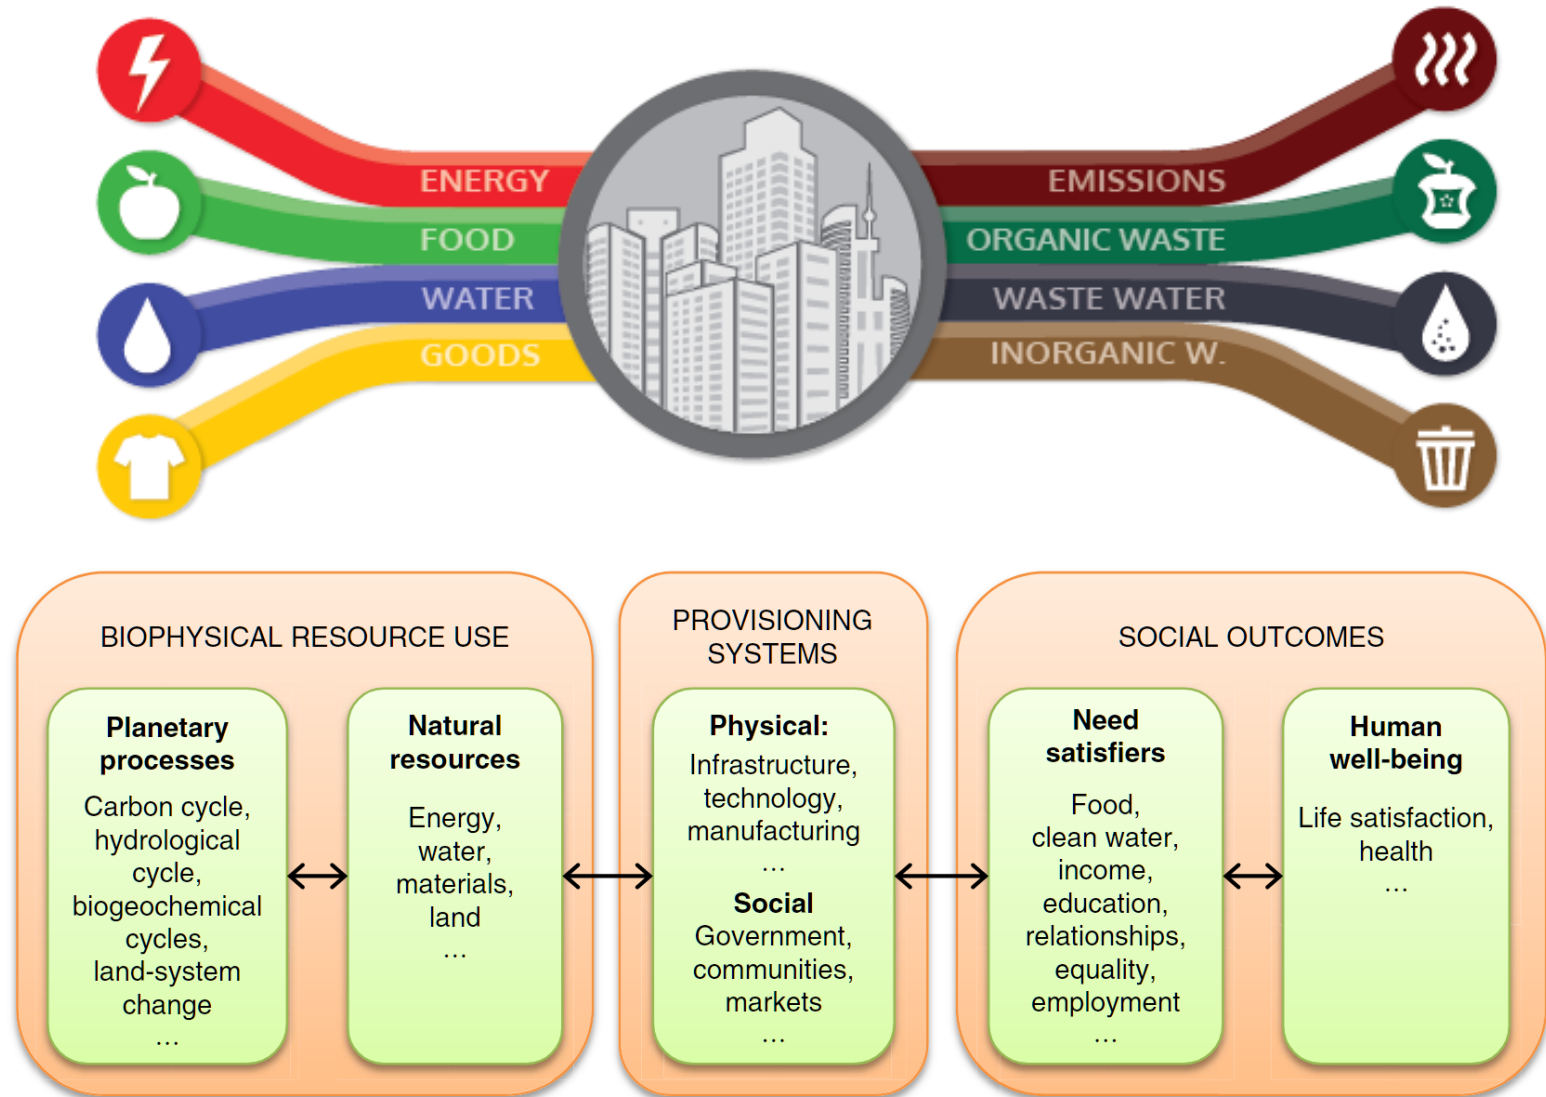 ENERGY
FOOD
WATER
GOODS
EMISSIONS
ORGANIC WASTE
WASTE WATER
INORGANIC W.
BIOPHYSICAL RESOURCE USE
Planetary
processes
Carbon cycle,
hydrological
cycle,
biogeochemical
cycles,
land-system
change
...
Natural
resources
Energy,
water,
materials,
land
...
PROVISIONING
SYSTEMS
Physical:
Infrastructure,
technology,
manufacturing
...
Social
Government,
communities,
markets
...
SOCIAL OUTCOMES
Need
satisfiers
Food,
clean water,
income,
education,
relationships,
equality,
employment
...
Human
well-being
Life satisfaction,
health
...